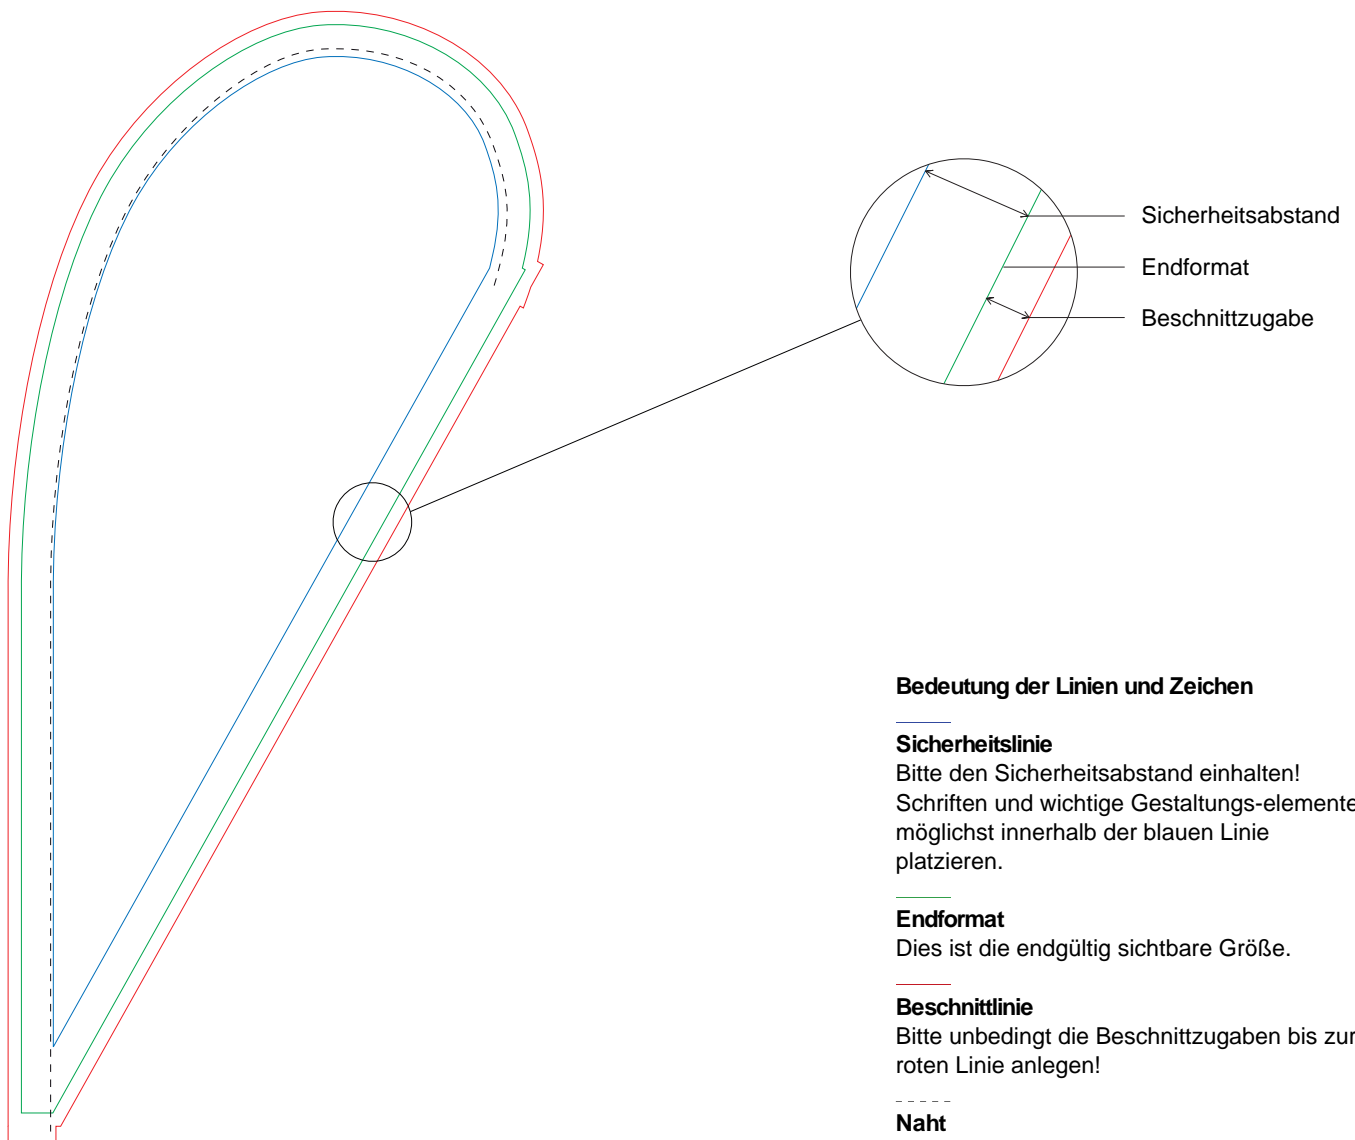 Sicherheitsabstand
Endformat
Beschnittzugabe
Bedeutung der Linien und Zeichen
Sicherheitslinie
Bitte den Sicherheitsabstand einhalten!
Schriften und wichtige Gestaltungs-elemente
möglichst innerhalb der blauen Linie
platzieren.
Endformat
Dies ist die endgültig sichtbare Größe.
Beschnittlinie
Bitte unbedingt die Beschnittzugaben bis zur
roten Linie anlegen!
Naht